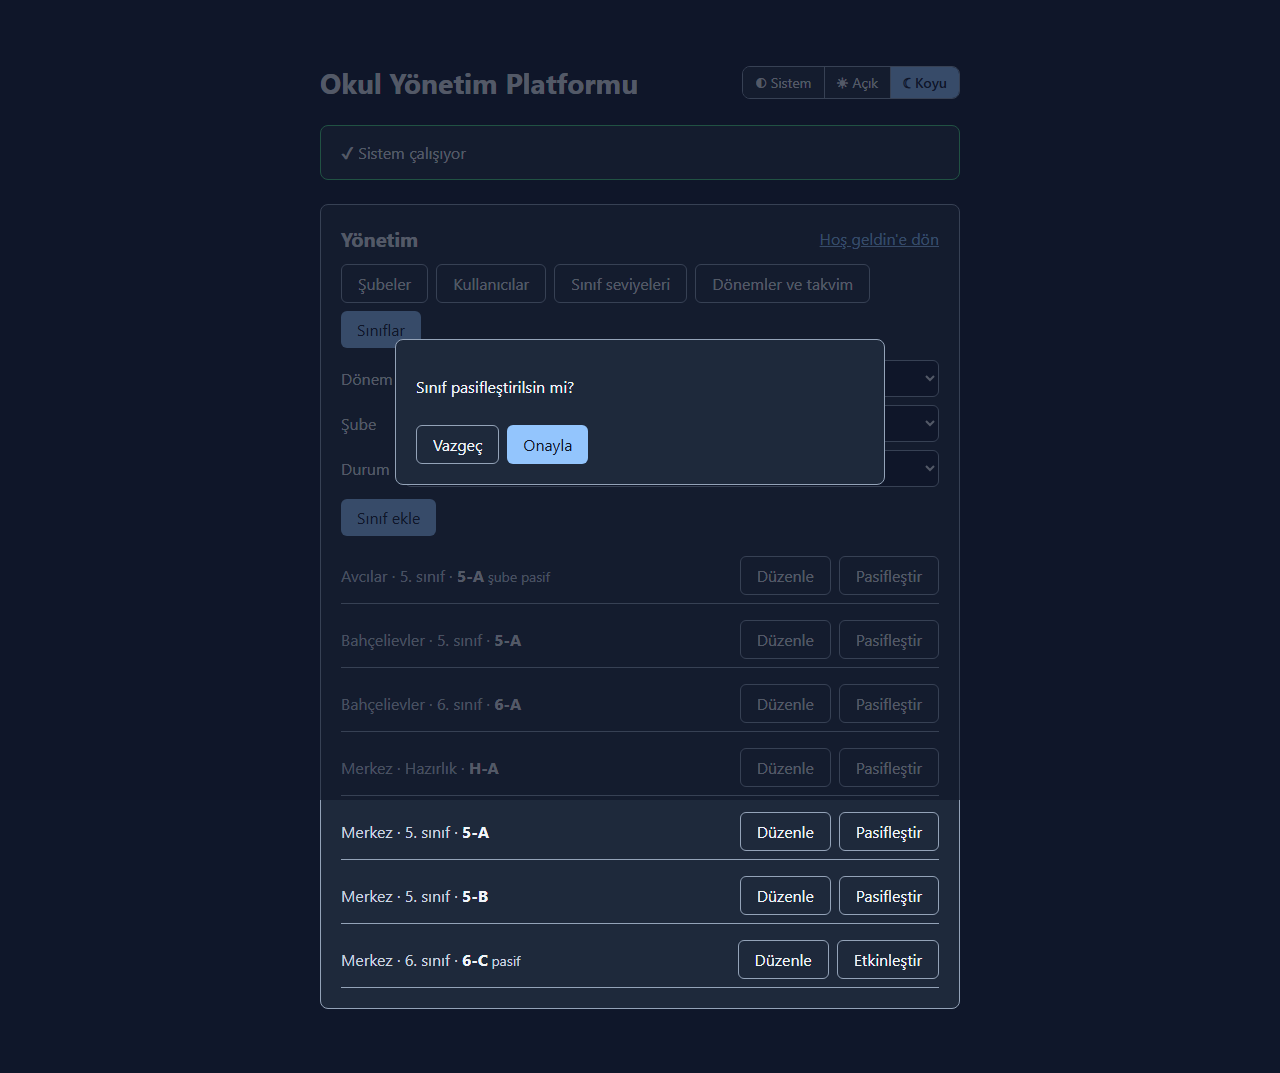 Okul Yönetim Platformu
◐ Sistem ☀ Açık ☾ Koyu
✔ Sistem çalışıyor
Yönetim Hoş geldin'e dön
Şubeler Kullanıcılar Sınıf seviyeleri Dönemler ve takvim
Sınıflar
Dönem
Sınıf pasifleştirilsin mi?
Şube
Vazgeç Onayla
Durum
Sınıf ekle
Avcılar · 5. sınıf · 5-A şube pasif Düzenle Pasifleştir
Bahçelievler · 5. sınıf · 5-A Düzenle Pasifleştir
Bahçelievler · 6. sınıf · 6-A Düzenle Pasifleştir
Merkez · Hazırlık · H-A Düzenle Pasifleştir
Merkez · 5. sınıf · 5-A Düzenle Pasifleştir
Merkez · 5. sınıf · 5-B Düzenle Pasifleştir
Merkez · 6. sınıf · 6-C pasif Düzenle Etkinleştir